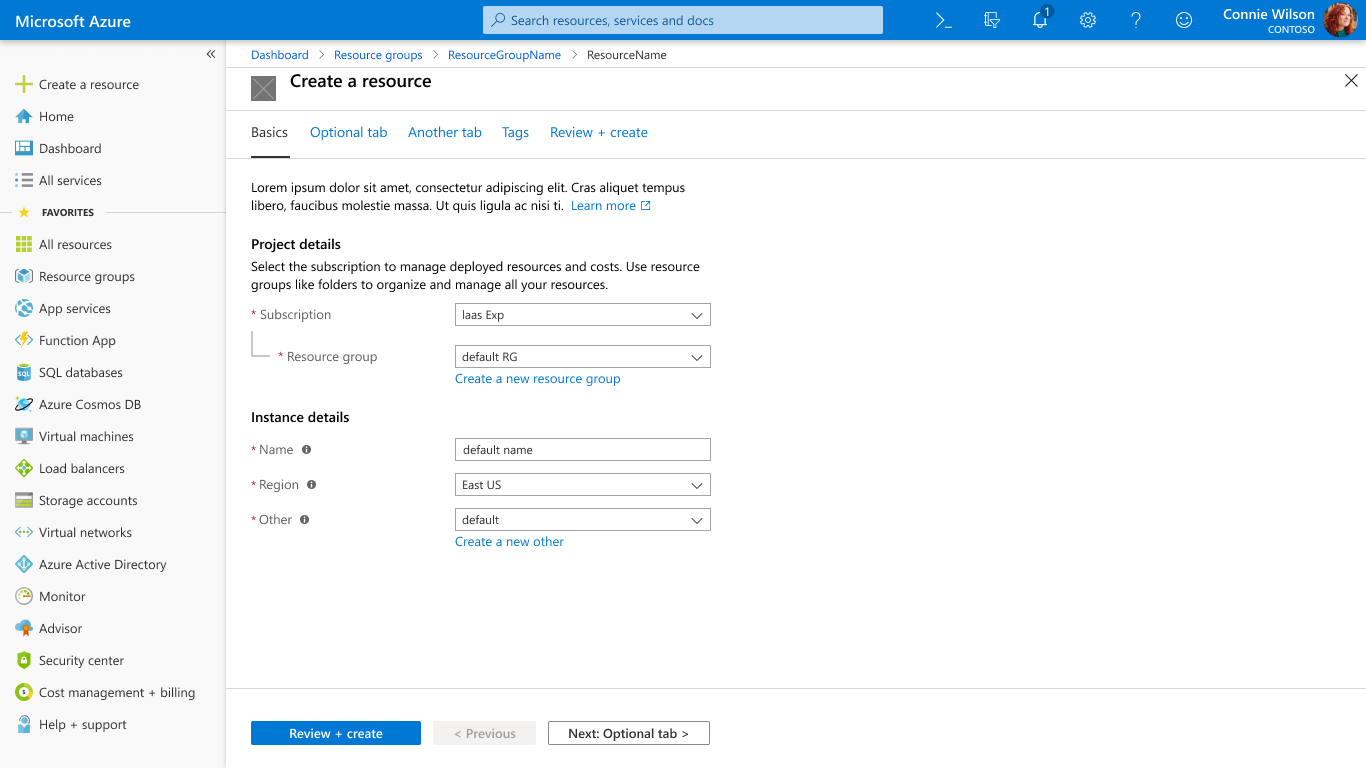 Microsoft Azure
Search resources, services and docs
1
Connie Wilson
CONTOSO
«
Create a resource
Home
Dashboard
All services
FAVORITES
All resources
Resource groups
App services
Function App
SQL
SQL databases
Azure Cosmos DB
Virtual machines
Load balancers
Storage accounts
Virtual networks
Azure Active Directory
Monitor
Advisor
Security center
Cost management + billing
Help + support
Dashboard > Resource groups > ResourceGroupName > ResourceName
Create a resource
Basics Optional tab Another tab Tags Review + create
Lorem ipsum dolor sit amet, consectetur adipiscing elit. Cras aliquet tempus
libero, faucibus molestie massa. Ut quis ligula ac nisi ti. Learn more
Project details
Select the subscription to manage deployed resources and costs. Use resource
groups like folders to organize and manage all your resources.
* Subscription Iaas Exp
* Resource group default RG
Create a new resource group
Instance details
* Name default name
* Region East US
* Other default
Create a new other
Review + create < Previous Next: Optional tab >